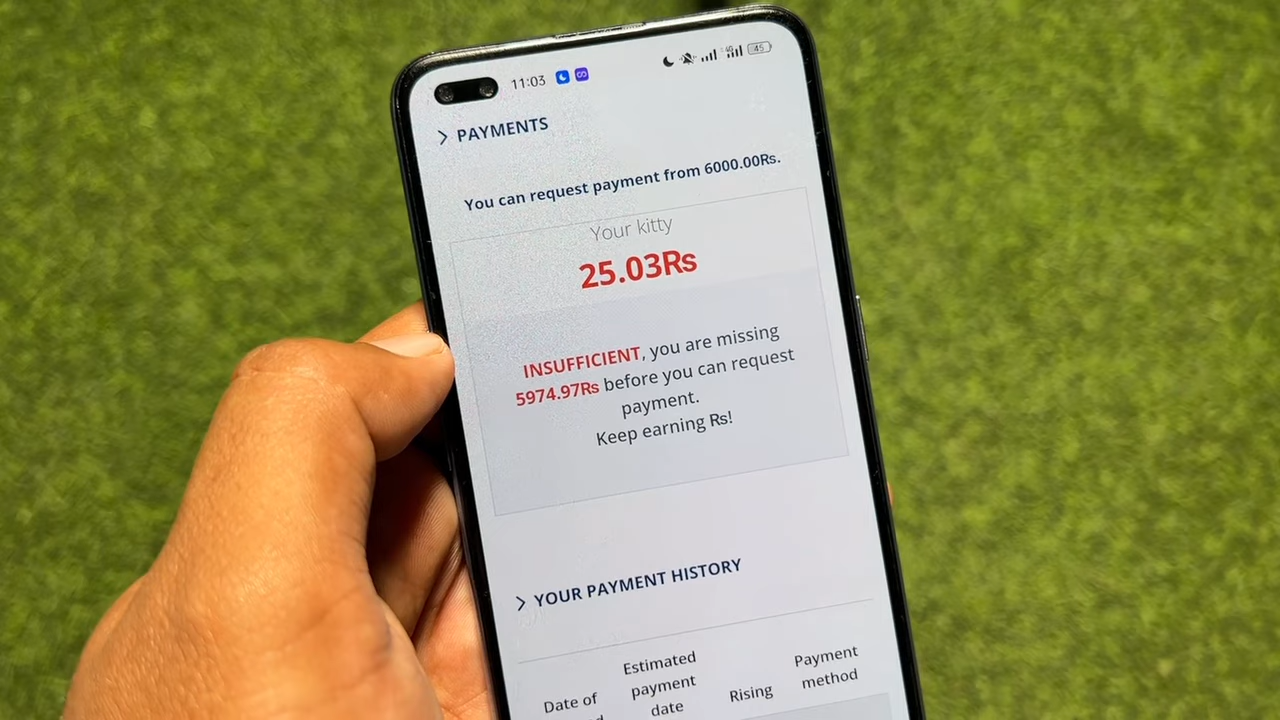 11:03
4G
45
PAYMENTS
You can request payment from 6000.00Rs.
Your kitty
25.03Rs
INSUFFICIENT, you are missing
5974.97Rs before you can request
payment.
Keep earning Rs!
YOUR PAYMENT HISTORY
Date of
Estimated
payment
date
Rising
Payment
method